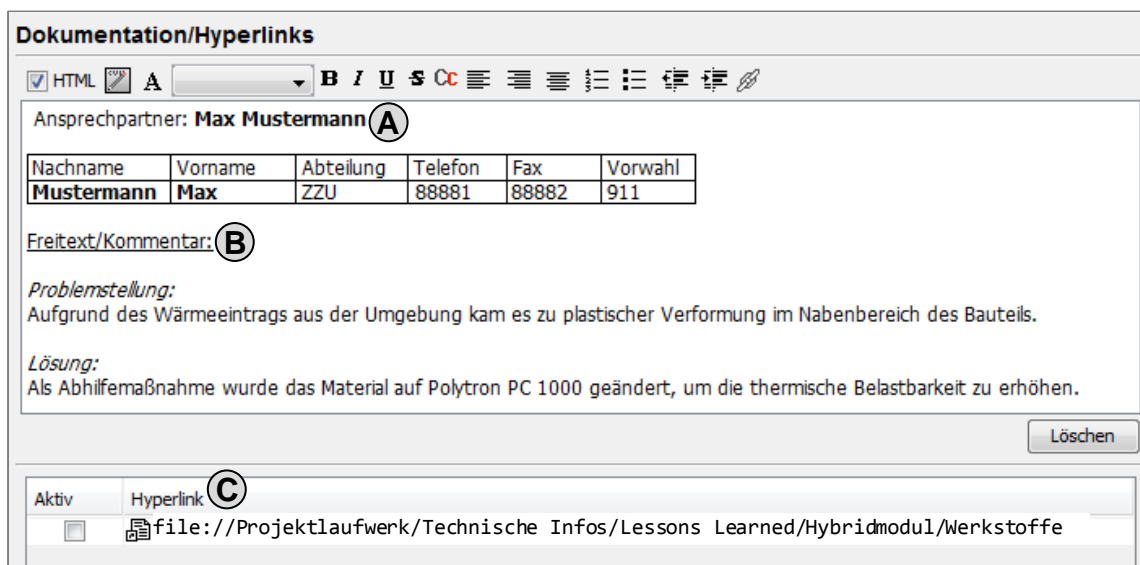 Dokumentation/Hyperlinks
HTML A B I U S Cc
Ansprechpartner: Max Mustermann A
Nachname Vorname Abteilung Telefon Fax Vorwahl
Mustermann Max ZZU 88881 88882 911
Freitext/Kommentar: B
Problemstellung:
Aufgrund des Wärmeeintrags aus der Umgebung kam es zu plastischer Verformung im Nabenbereich des Bauteils.
Lösung:
Als Abhilfemaßnahme wurde das Material auf Polytron PC 1000 geändert, um die thermische Belastbarkeit zu erhöhen.
Löschen
Aktiv Hyperlink C
file://Projektlaufwerk/Technische Infos/Lessons Learned/Hybridmodul/Werkstoffe